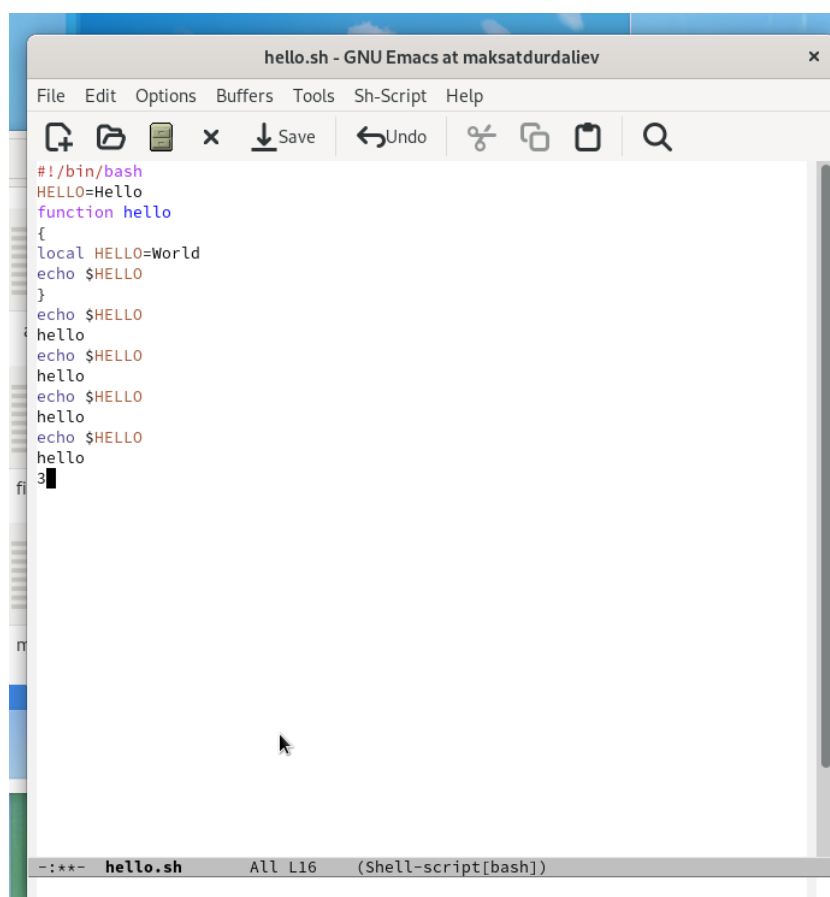 hello.sh - GNU Emacs at maksatdurdaliev
File Edit Options Buffers Tools Sh-Script Help
Save Undo
#!/bin/bash
HELLO=Hello
function hello
{
local HELLO=World
echo $HELLO
}
echo $HELLO
hello
echo $HELLO
hello
echo $HELLO
hello
echo $HELLO
hello
3
-:**- hello.sh All L16 (Shell-script[bash])